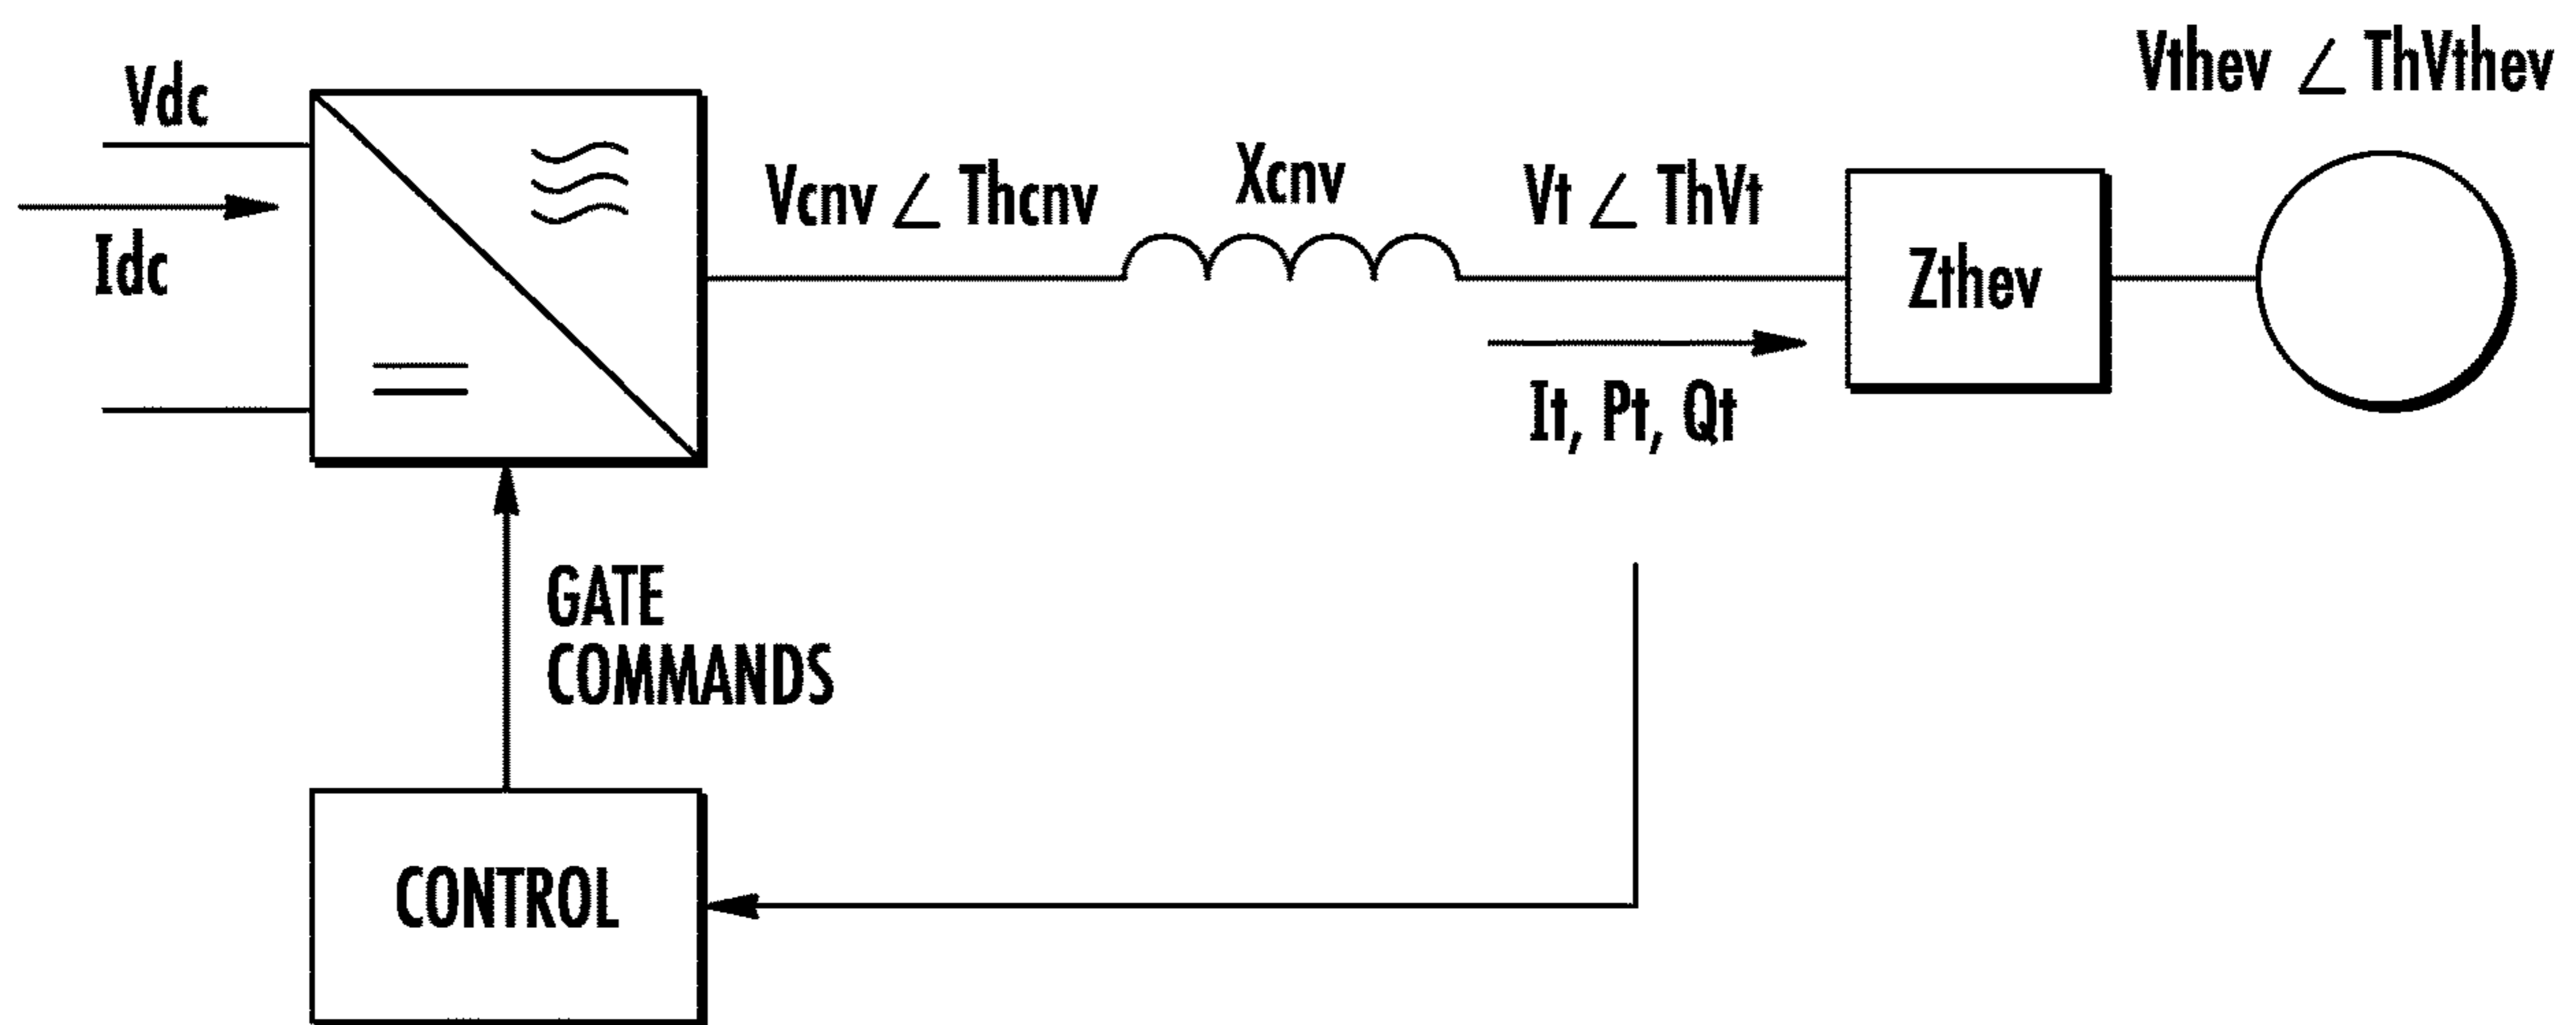 Vdc
Idc
Vcnv ∠ Thcnv
Xcnv
Vt ∠ ThVt
Vthev ∠ ThVthev
Zthev
It, Pt, Qt
GATE
COMMANDS
CONTROL